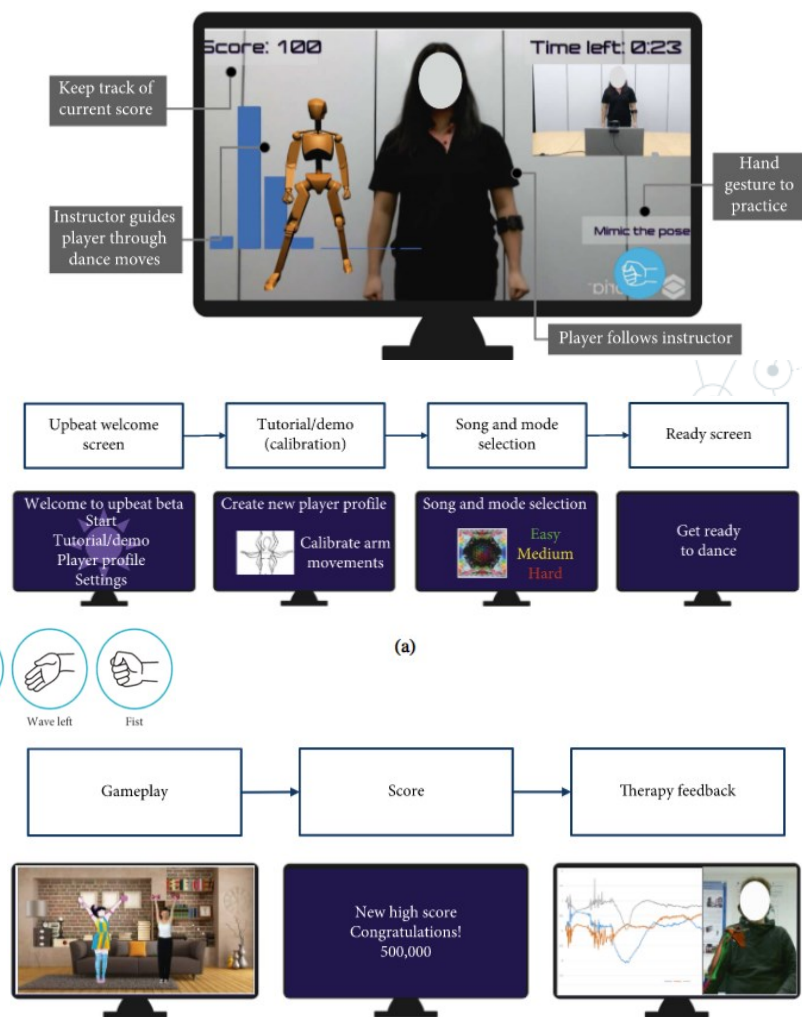 Score: 100
Time left: 0:23
Keep track of
current score
Hand
gesture to
practice
Instructor guides
player through
dance moves
Mimic the pose
Player follows instructor
Upbeat welcome
screen
Tutorial/demo
(calibration)
Song and mode
selection
Ready screen
Welcome to upbeat beta
Start
Tutorial/demo
Player profile
Settings
Create new player profile
Calibrate arm
movements
Song and mode selection
Easy
Medium
Hard
Get ready
to dance
(a)
Wave left
Fist
Gameplay
Score
Therapy feedback
New high score
Congratulations!
500,000